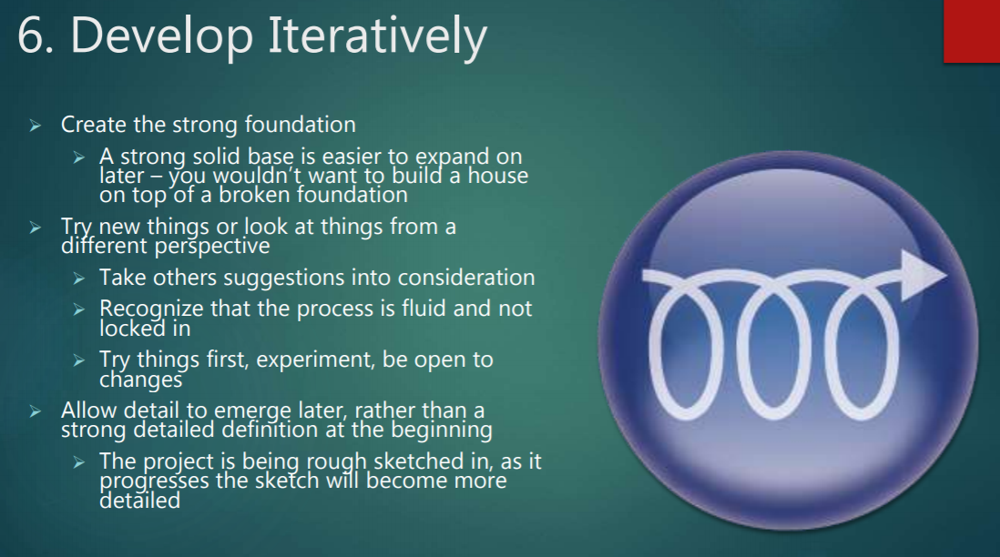 6. Develop Iteratively
Create the strong foundation
A strong solid base is easier to expand on
later – you wouldn't want to build a house
on top of a broken foundation
Try new things or look at things from a
different perspective
Take others suggestions into consideration
Recognize that the process is fluid and not
locked in
Try things first, experiment, be open to
changes
Allow detail to emerge later, rather than a
strong detailed definition at the beginning
The project is being rough sketched in, as it
progresses the sketch will become more
detailed